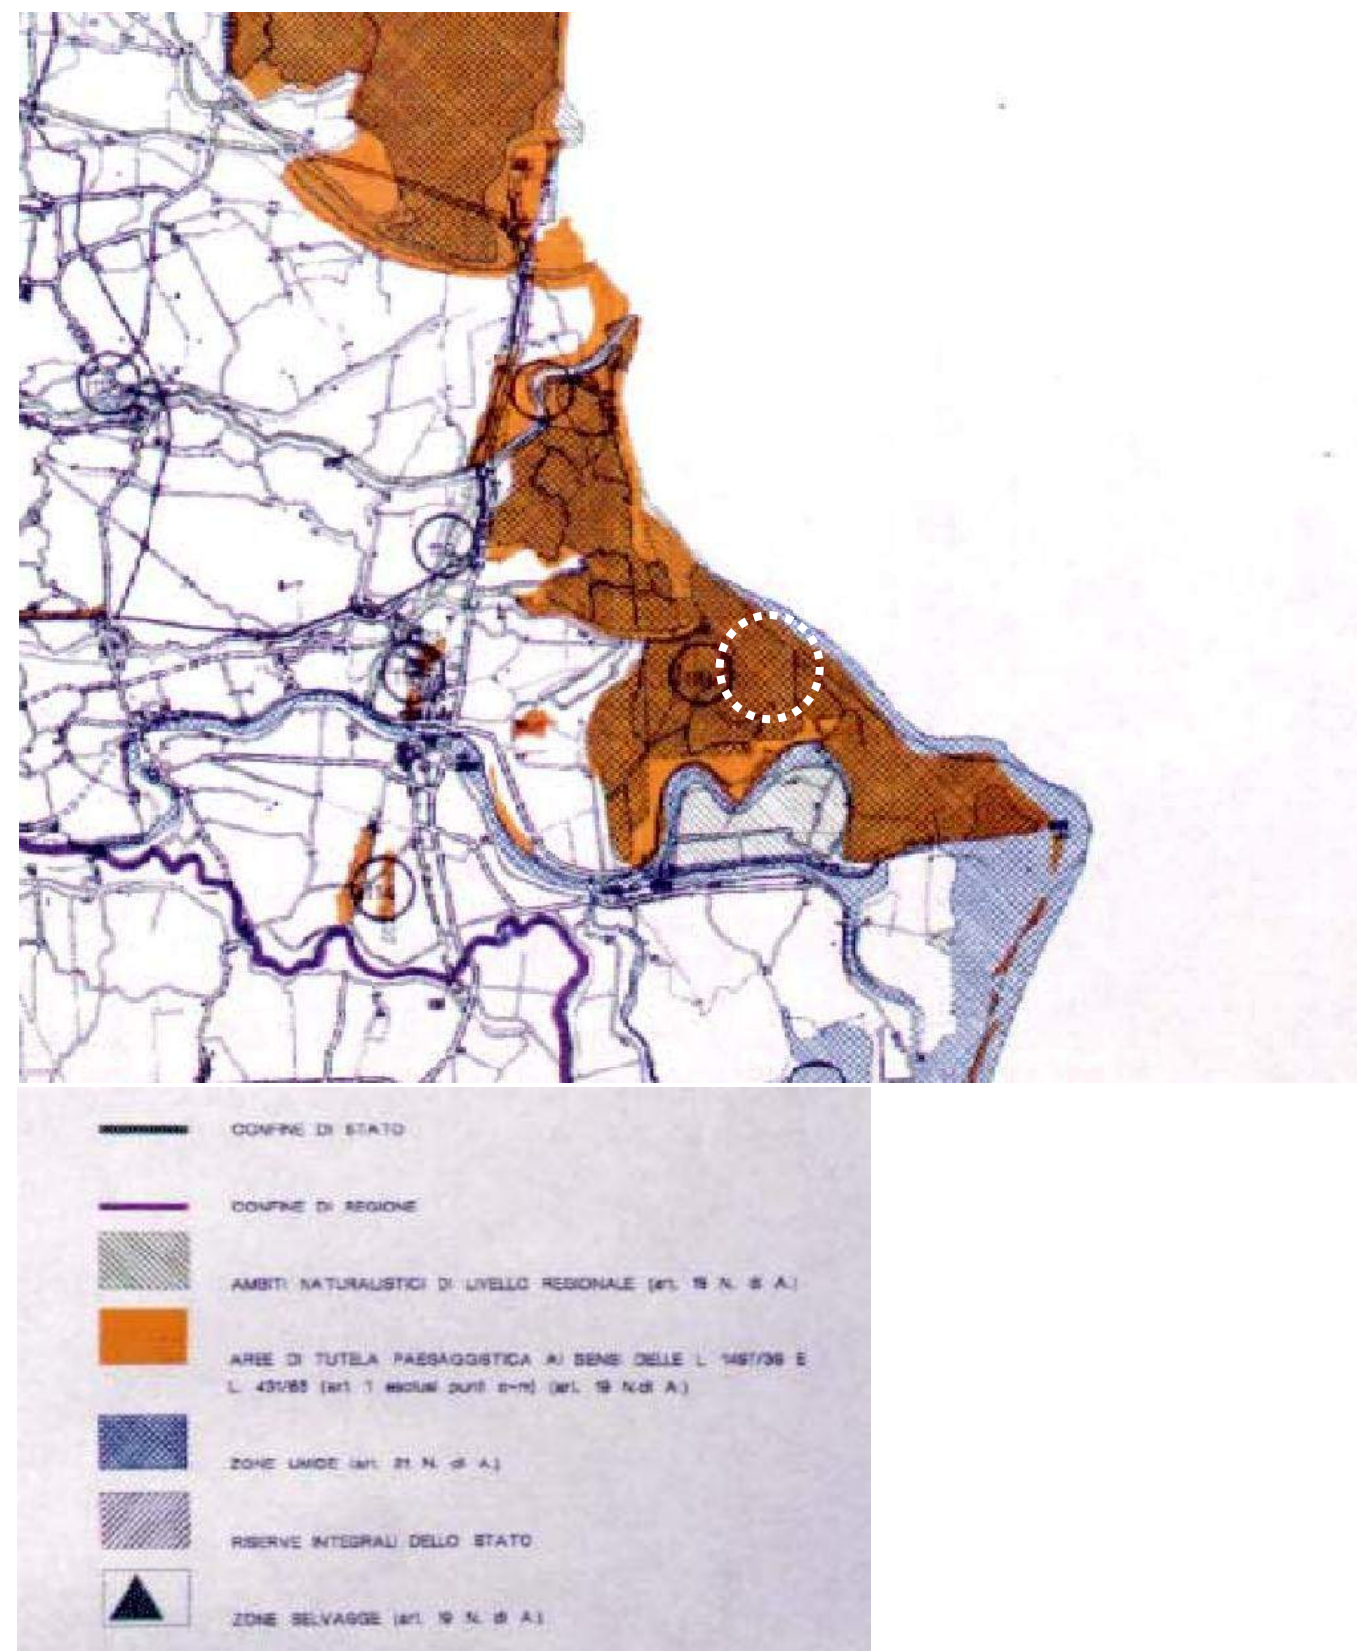 CONFINE DI STATO
CONFINE DI REGIONE
AMBITI NATURALISTICI DI LIVELLO REGIONALE (art. 19 N. di A.)
AREE DI TUTELA PAESAGGISTICA AI SENSI DELLE L. 1497/39 E
L. 431/85 (art. 1 esclusi punti c-m) (art. 19 N.di A.)
ZONE UMIDE (art. 21 N. di A.)
RISERVE INTEGRALI DELLO STATO
ZONE SELVAGGE (art. 19 N. di A.)